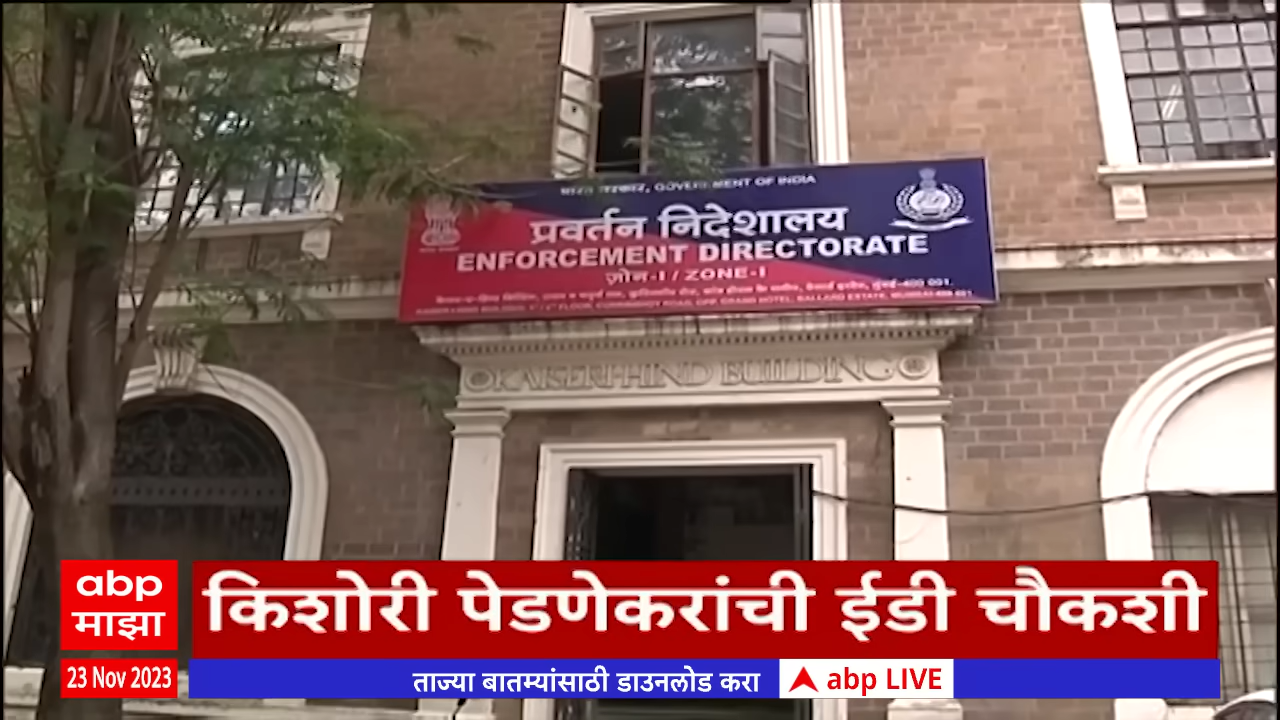 भारत सरकार, GOVERNMENT OF INDIA
प्रवर्तन निदेशालय
ENFORCEMENT DIRECTORATE
ज़ोन-I / ZONE-I
KAISER-I-HIND BUILDING
abp
माझा
किशोरी पेडणेकरांची ईडी चौकशी
23 Nov 2023
ताज्या बातम्यांसाठी डाउनलोड करा
abp LIVE